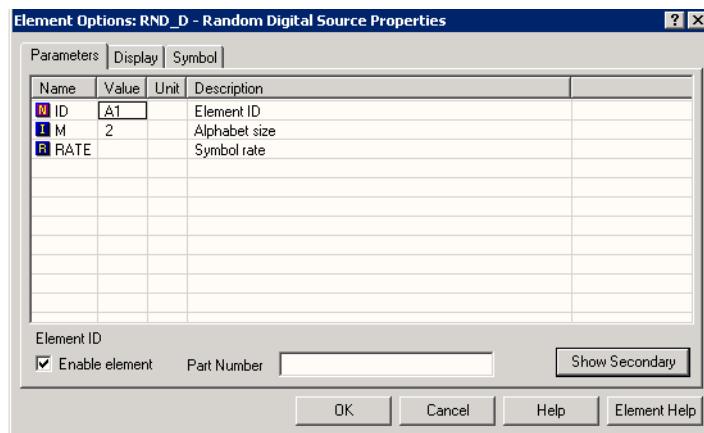 Element Options: RND_D - Random Digital Source Properties ? X
Parameters Display Symbol
Name Value Unit Description
N ID A1 Element ID
I M 2 Alphabet size
R RATE Symbol rate
Element ID
Enable element Part Number Show Secondary
OK Cancel Help Element Help